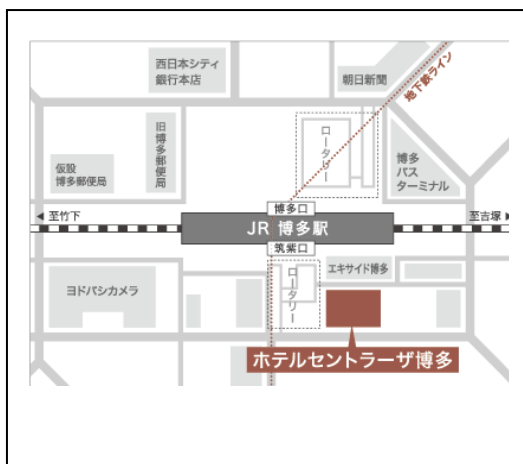 西日本シティ
銀行本店
朝日新聞
地下鉄ライン
旧博多郵便局
ロータリー
仮設
博多郵便局
博多
バス
ターミナル
◀ 至竹下
博多口
至吉塚 ▶
JR 博多駅
筑紫口
エキサイド博多
ロータリー
ヨドバシカメラ
ホテルセントラーザ博多